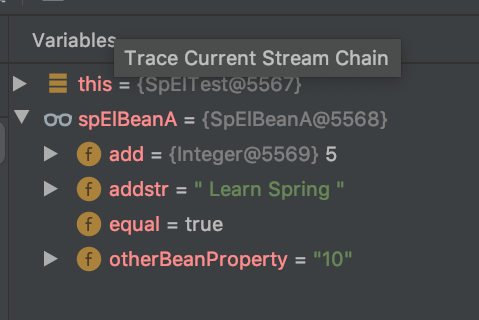 Variables
Trace Current Stream Chain
this = {SpElTest@5567}
spElBeanA = {SpElBeanA@5568}
f add = {Integer@5569} 5
f addstr = " Learn Spring "
f equal = true
f otherBeanProperty = "10"